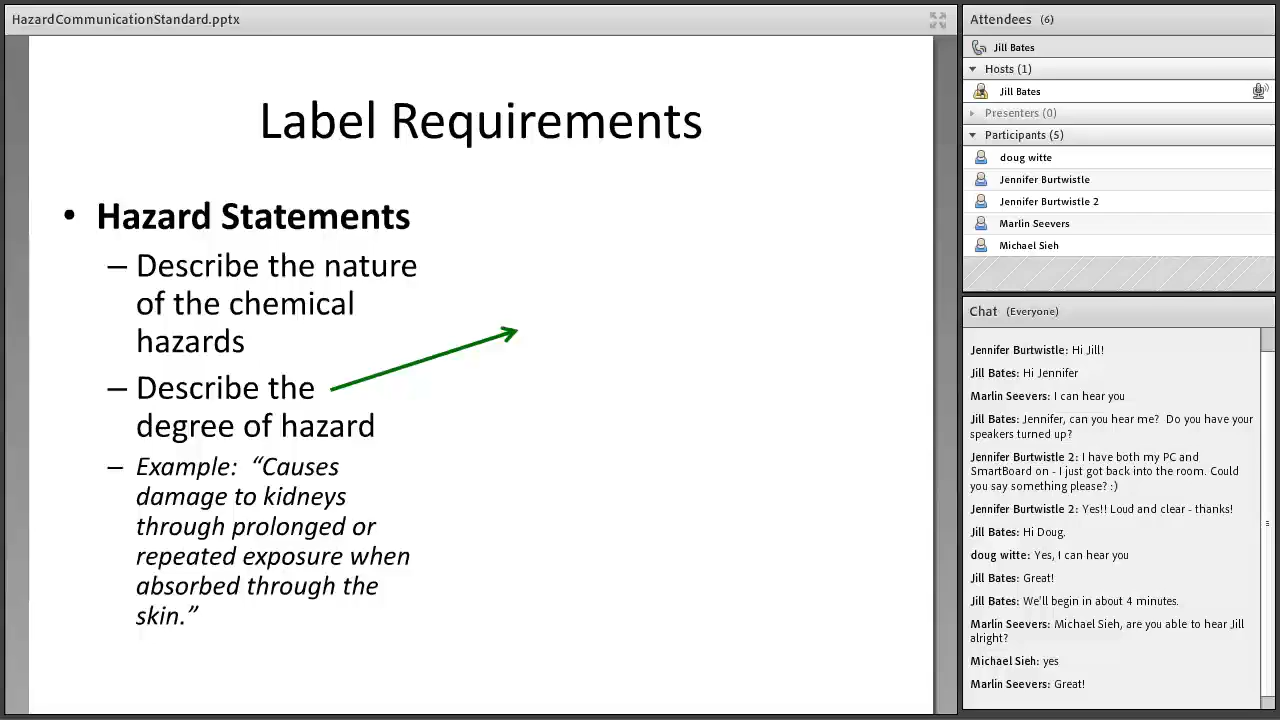 HazardCommunicationStandard.pptx
Label Requirements
• Hazard Statements
– Describe the nature
of the chemical
hazards
– Describe the
degree of hazard
– Example: “Causes
damage to kidneys
through prolonged or
repeated exposure when
absorbed through the
skin.”
Attendees (6)
Jill Bates
Hosts (1)
Jill Bates
Presenters (0)
Participants (5)
doug witte
Jennifer Burtwistle
Jennifer Burtwistle 2
Marlin Seevers
Michael Sieh
Chat (Everyone)
Jennifer Burtwistle: Hi Jill!
Jill Bates: Hi Jennifer
Marlin Seevers: I can hear you
Jill Bates: Jennifer, can you hear me? Do you have your
speakers turned up?
Jennifer Burtwistle 2: I have both my PC and
SmartBoard on - I just got back into the room. Could
you say something please? :)
Jennifer Burtwistle 2: Yes!! Loud and clear - thanks!
Jill Bates: Hi Doug.
doug witte: Yes, I can hear you
Jill Bates: Great!
Jill Bates: We'll begin in about 4 minutes.
Marlin Seevers: Michael Sieh, are you able to hear Jill
alright?
Michael Sieh: yes
Marlin Seevers: Great!